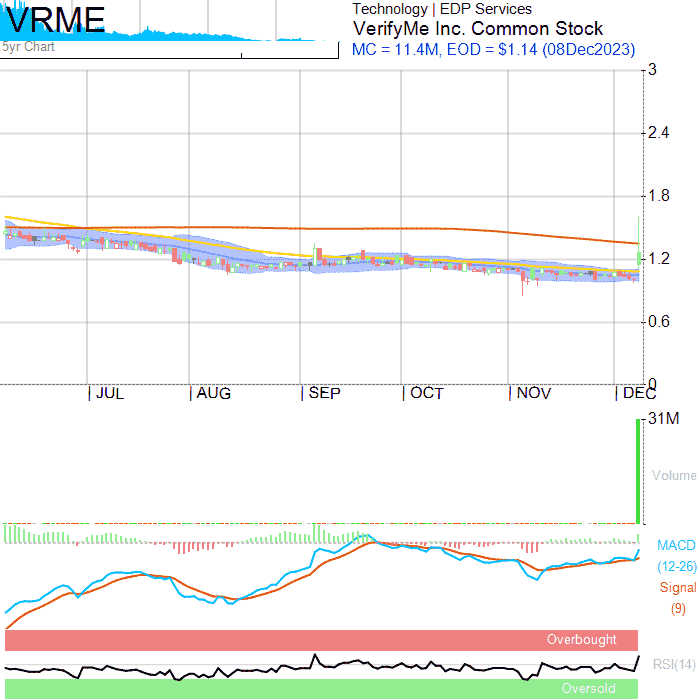 VRME
5yr Chart
Technology | EDP Services
VerifyMe Inc. Common Stock
MC = 11.4M, EOD = $1.14 (08Dec2023)
3
2.4
1.8
1.2
0.6
0
JUL
AUG
SEP
OCT
NOV
DEC
31M
Volume
MACD
(12-26)
Signal
(9)
Overbought
RSI(14)
Oversold